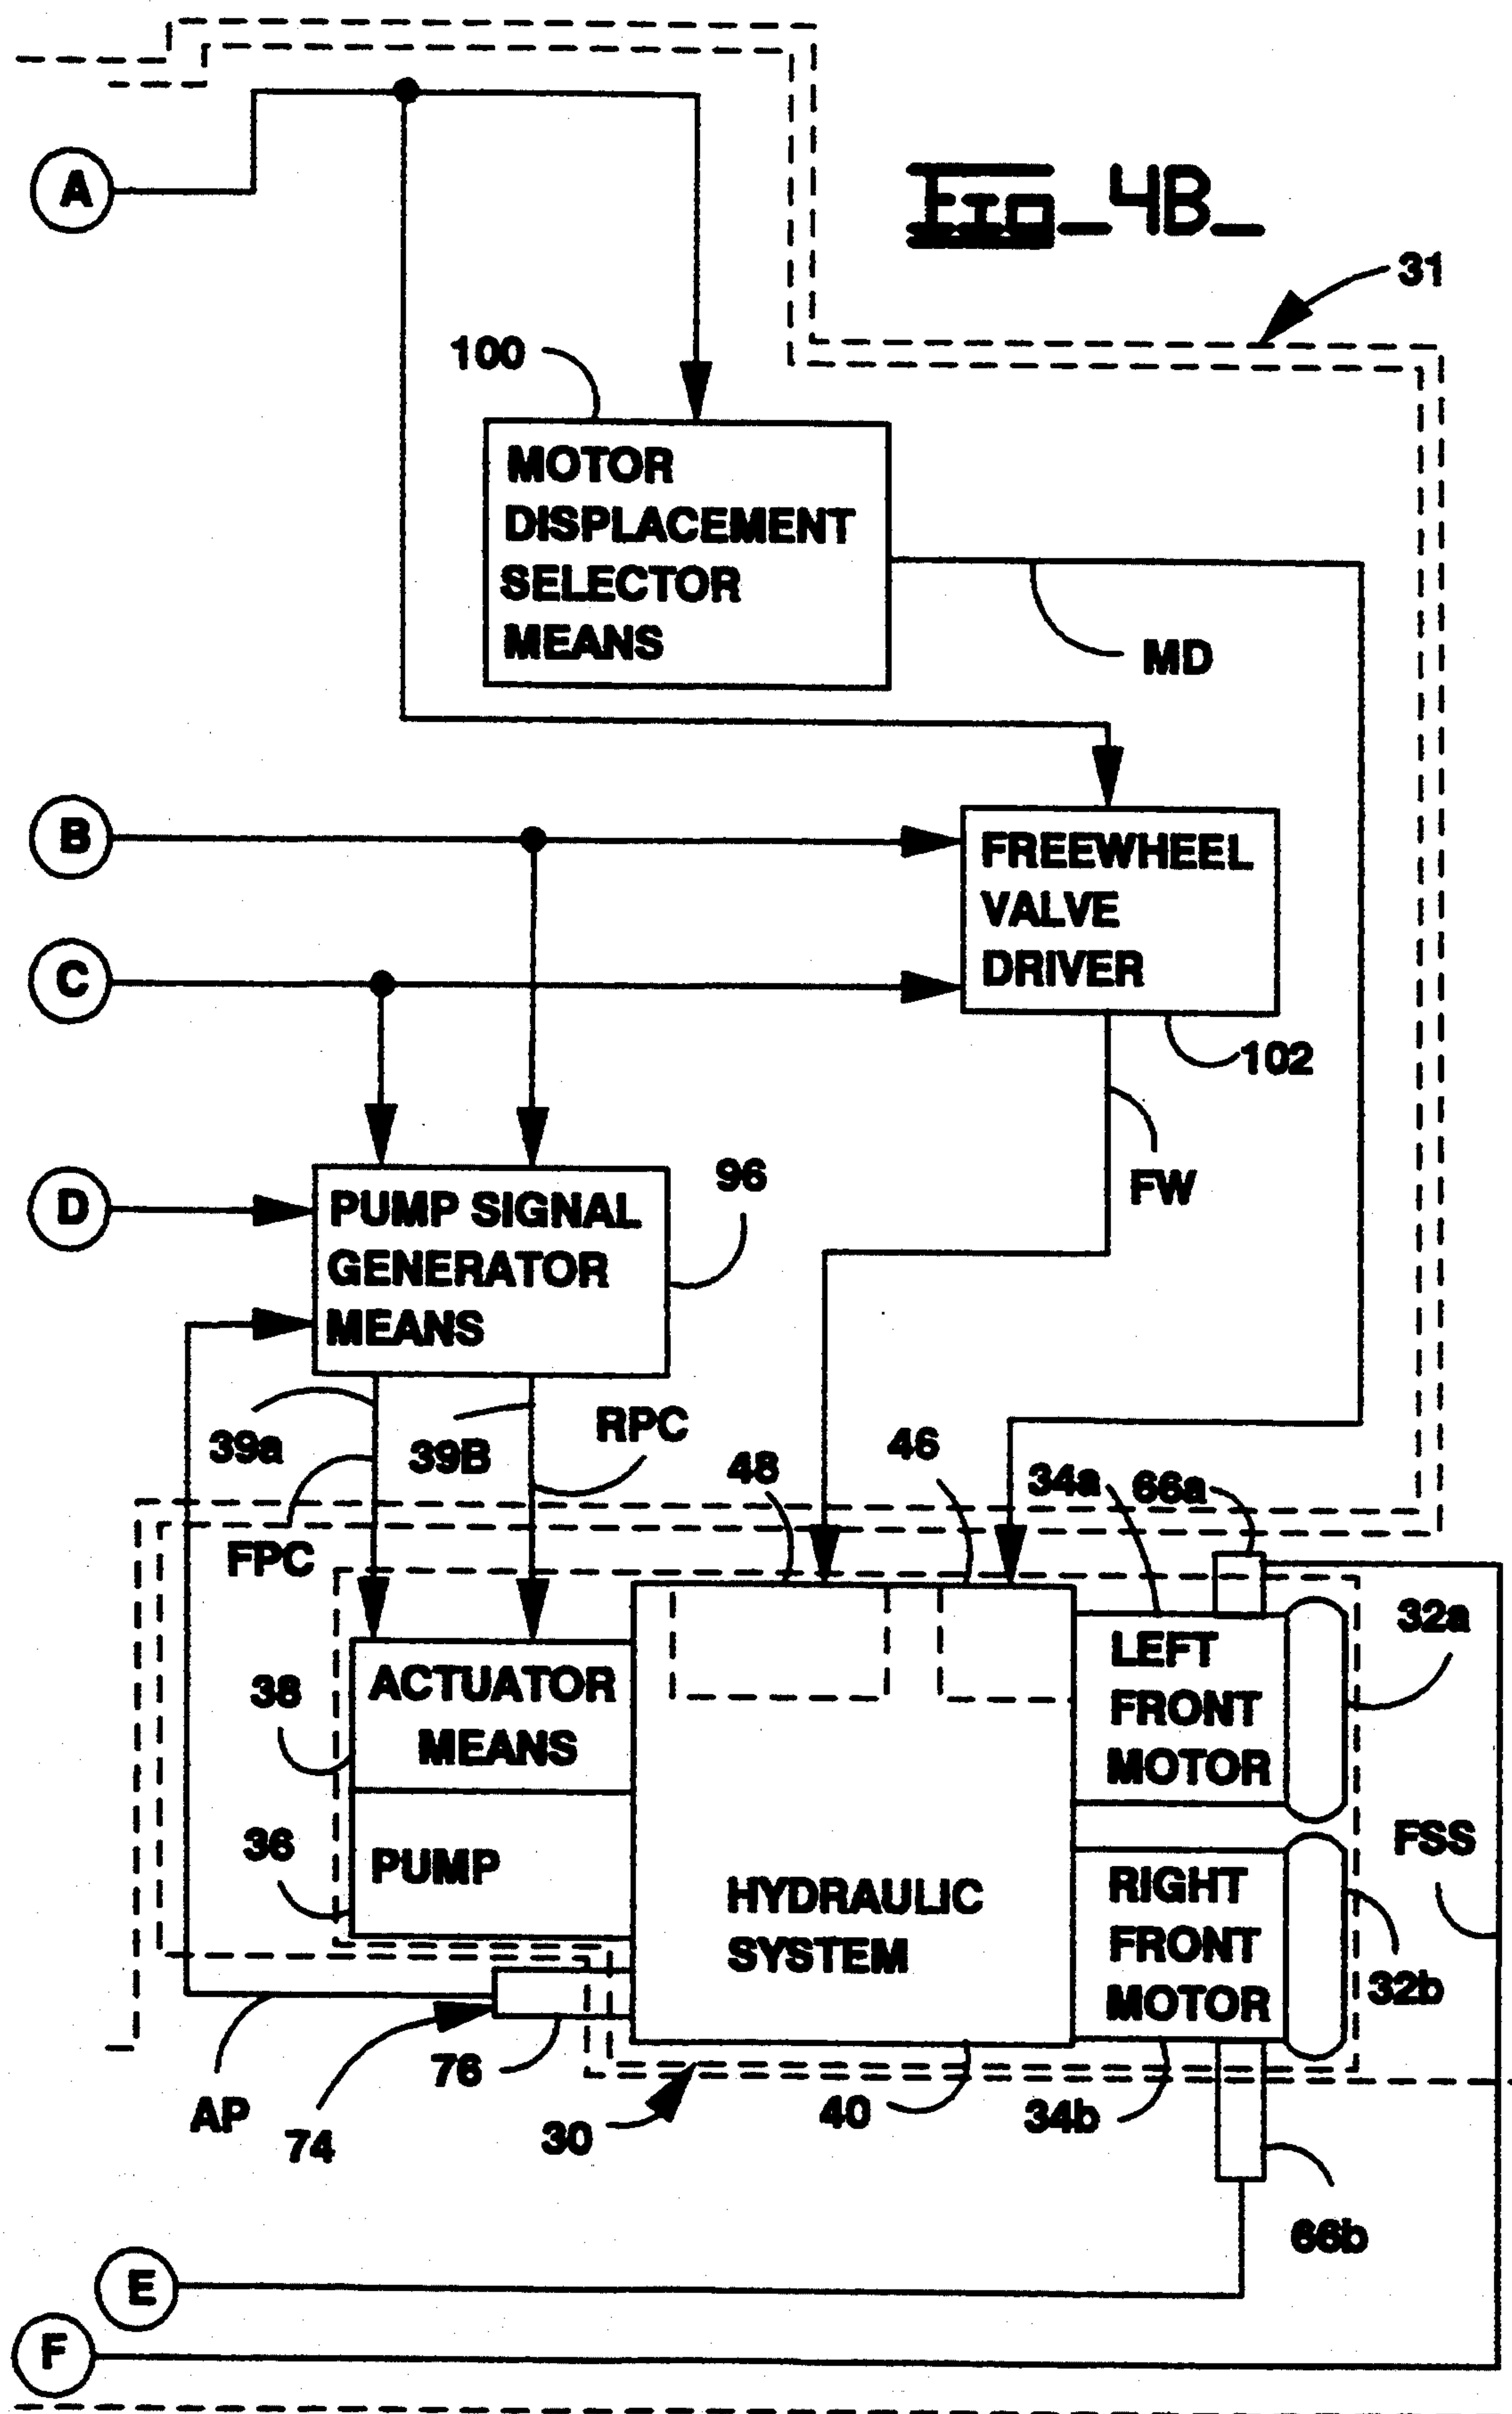 A
FIG_4B_
31
100
MOTOR
DISPLACEMENT
SELECTOR
MEANS
MD
B
FREEWHEEL
VALVE
DRIVER
C
102
FW
D
PUMP SIGNAL
GENERATOR
MEANS
96
39a
39B
RPC
FPC
48
46
34a
66a
32a
38
ACTUATOR
MEANS
LEFT
FRONT
MOTOR
36
PUMP
HYDRAULIC
SYSTEM
RIGHT
FRONT
MOTOR
FSS
32b
AP
74
76
30
40
34b
66b
E
F